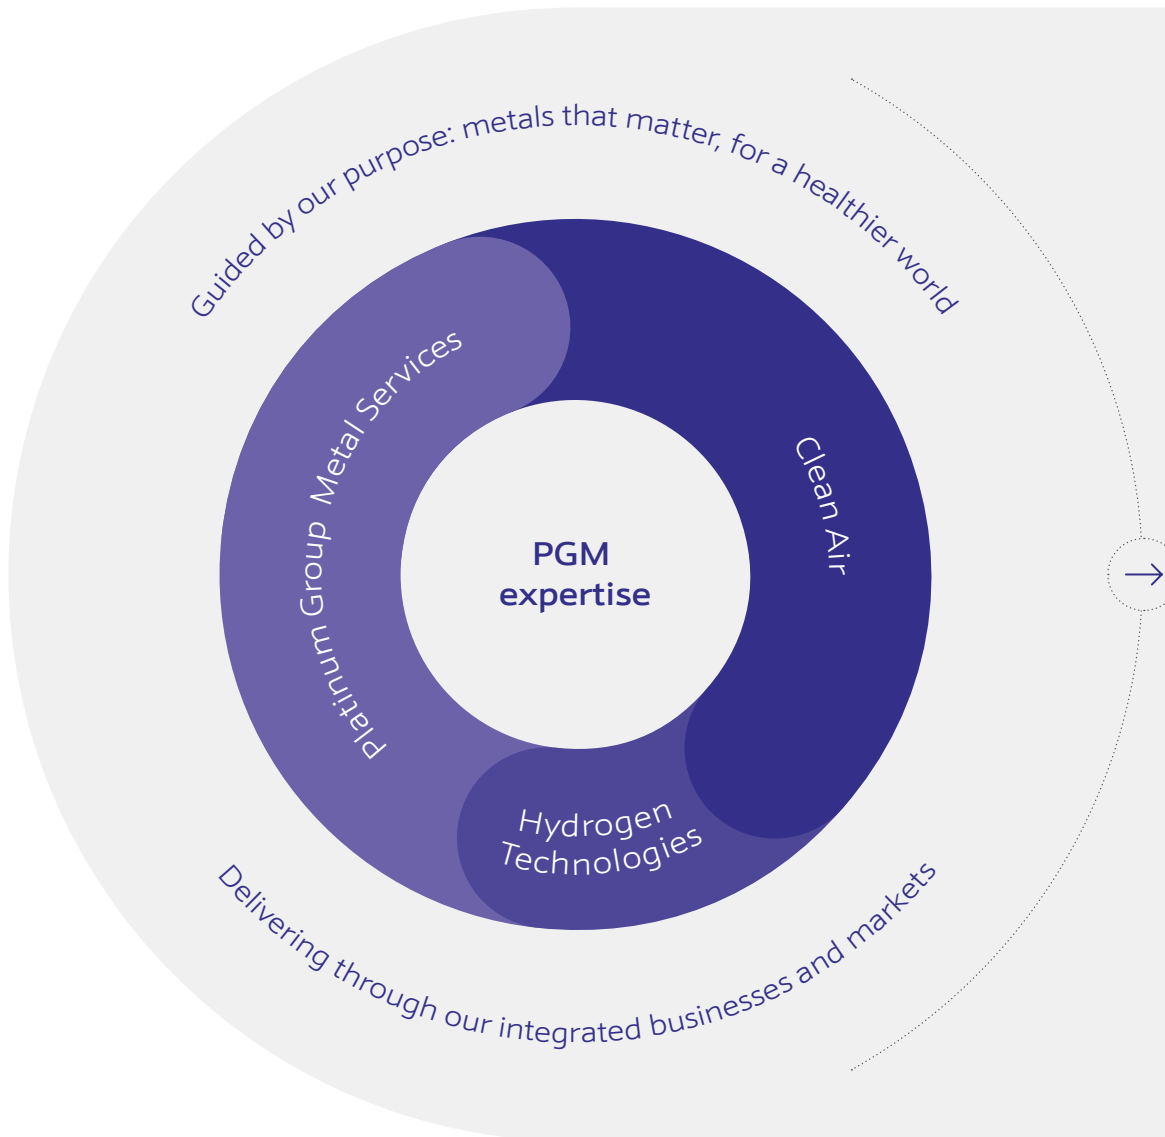 Guided by our purpose: metals that matter, for a healthier world
Platinum Group Metal Services
Clean Air
PGM
expertise
Hydrogen
Technologies
Delivering through our integrated businesses and markets